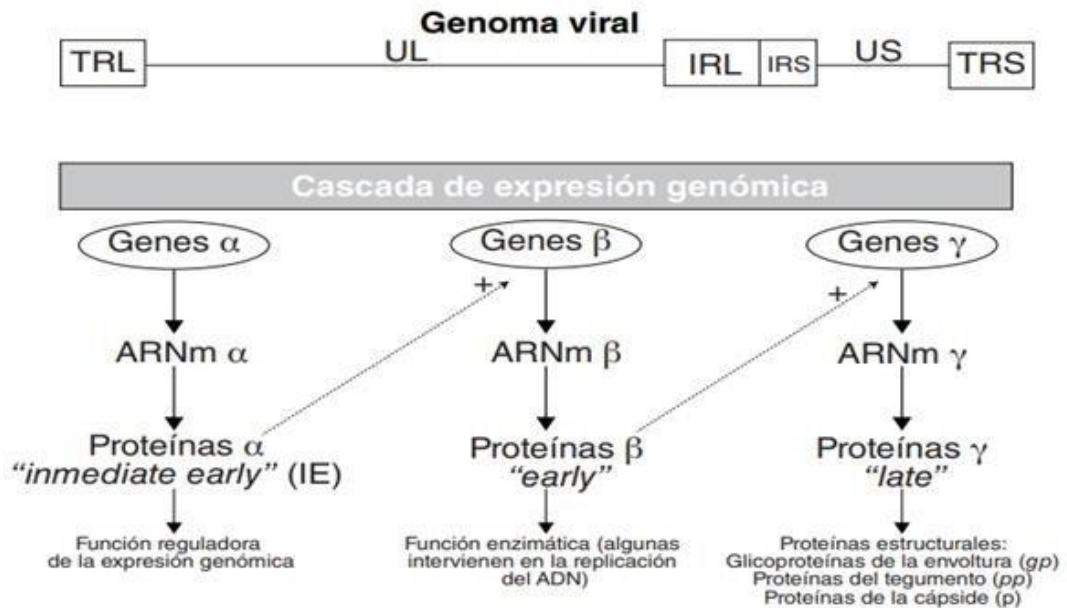 Genoma viral
TRL
UL
IRL
IRS
US
TRS
Cascada de expresión genómica
Genes α
Genes β
Genes γ
+
+
ARNm α
ARNm β
ARNm γ
Proteínas α
"inmediate early" (IE)
Proteínas β
"early"
Proteínas γ
"late"
Función reguladora
de la expresión genómica
Función enzimática (algunas
intervienen en la replicación
del ADN)
Proteínas estructurales:
Glicoproteínas de la envoltura (gp)
Proteínas del tegumento (pp)
Proteínas de la cápside (p)